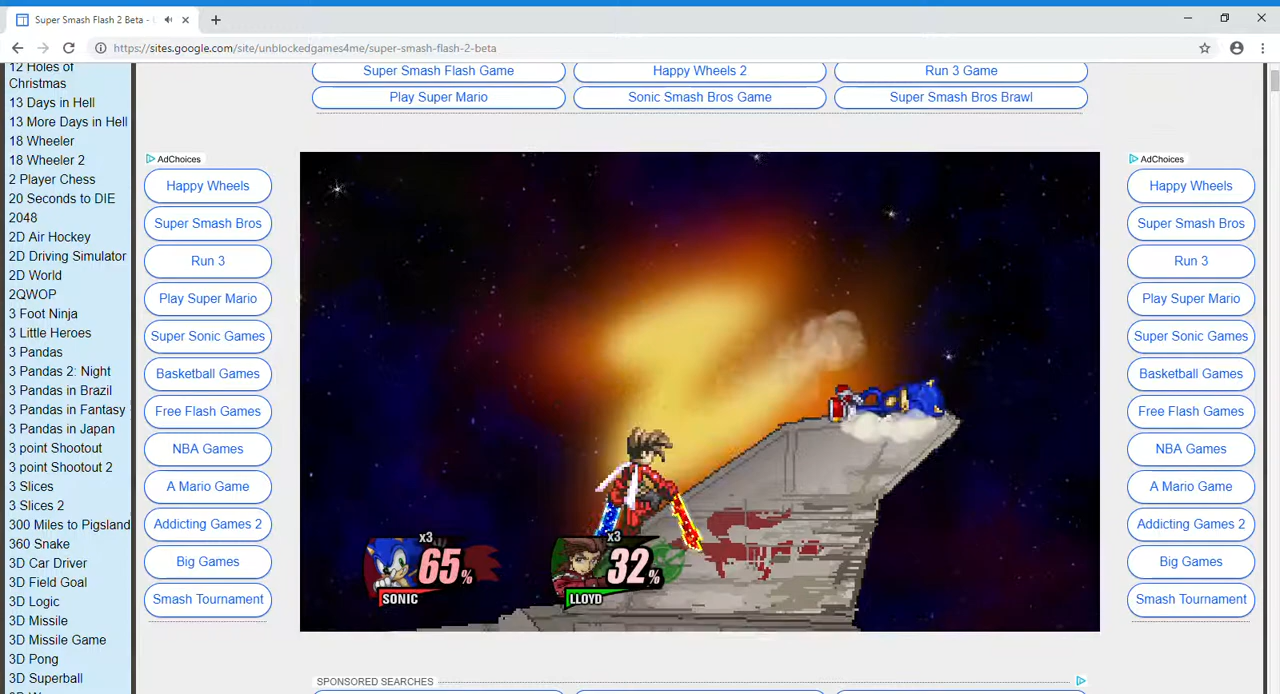 Super Smash Flash 2 Beta -
https://sites.google.com/site/unblockedgames4me/super-smash-flash-2-beta
12 Holes of
Christmas
13 Days in Hell
13 More Days in Hell
18 Wheeler
18 Wheeler 2
2 Player Chess
20 Seconds to DIE
2048
2D Air Hockey
2D Driving Simulator
2D World
2QWOP
3 Foot Ninja
3 Little Heroes
3 Pandas
3 Pandas 2: Night
3 Pandas in Brazil
3 Pandas in Fantasy
3 Pandas in Japan
3 point Shootout
3 point Shootout 2
3 Slices
3 Slices 2
300 Miles to Pigsland
360 Snake
3D Car Driver
3D Field Goal
3D Logic
3D Missile
3D Missile Game
3D Pong
3D Superball
Super Smash Flash Game
Happy Wheels 2
Run 3 Game
Play Super Mario
Sonic Smash Bros Game
Super Smash Bros Brawl
AdChoices
Happy Wheels
Super Smash Bros
Run 3
Play Super Mario
Super Sonic Games
Basketball Games
Free Flash Games
NBA Games
A Mario Game
Addicting Games 2
Big Games
Smash Tournament
x3
65%
SONIC
x3
32%
LLOYD
AdChoices
Happy Wheels
Super Smash Bros
Run 3
Play Super Mario
Super Sonic Games
Basketball Games
Free Flash Games
NBA Games
A Mario Game
Addicting Games 2
Big Games
Smash Tournament
SPONSORED SEARCHES